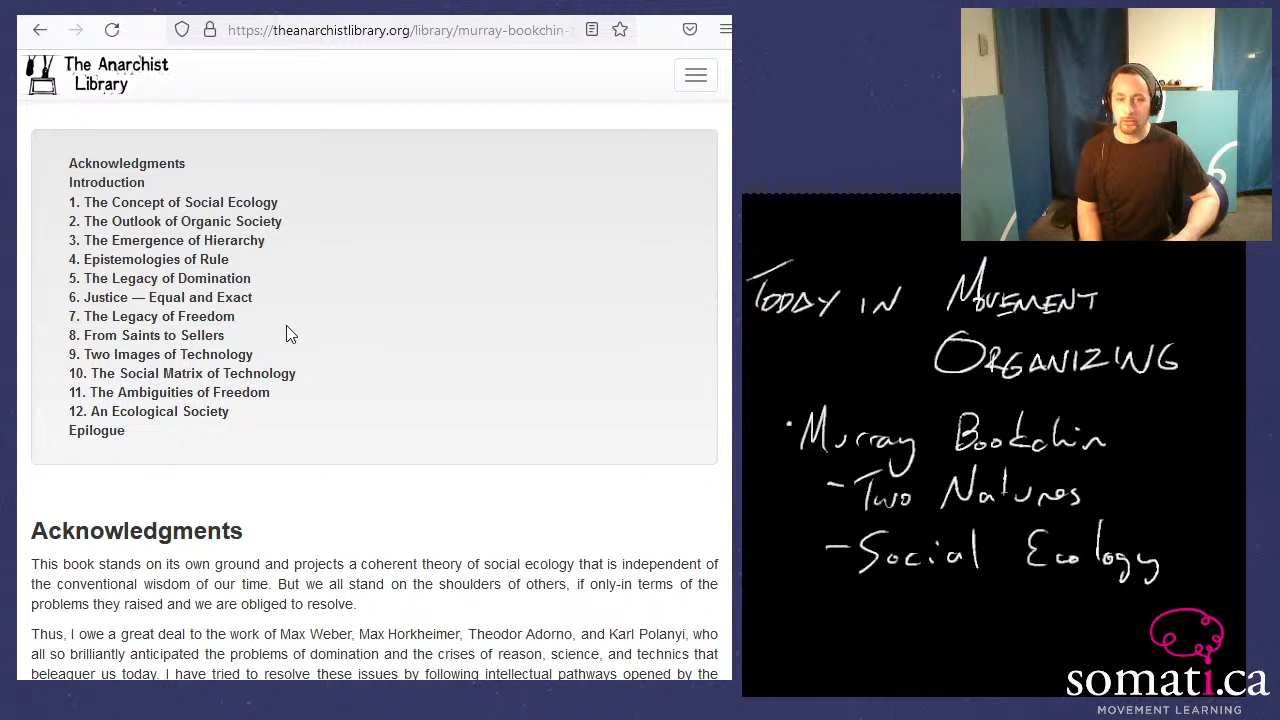 https://theanarchistlibrary.org/library/murray-bookchin-
The Anarchist
Library
Acknowledgments
Introduction
1. The Concept of Social Ecology
2. The Outlook of Organic Society
3. The Emergence of Hierarchy
4. Epistemologies of Rule
5. The Legacy of Domination
6. Justice — Equal and Exact
7. The Legacy of Freedom
8. From Saints to Sellers
9. Two Images of Technology
10. The Social Matrix of Technology
11. The Ambiguities of Freedom
12. An Ecological Society
Epilogue
Acknowledgments
This book stands on its own ground and projects a coherent theory of social ecology that is independent of
the conventional wisdom of our time. But we all stand on the shoulders of others, if only-in terms of the
problems they raised and we are obliged to resolve.
Thus, I owe a great deal to the work of Max Weber, Max Horkheimer, Theodor Adorno, and Karl Polanyi, who
all so brilliantly anticipated the problems of domination and the crises of reason, science, and technics that
beleaguer us today. I have tried to resolve these issues by following intellectual pathways opened by the
TODAY IN MOVEMENT
ORGANIZING
• Murray Bookchin
- Two Natures
- Social Ecology
somati.ca
MOVEMENT LEARNING